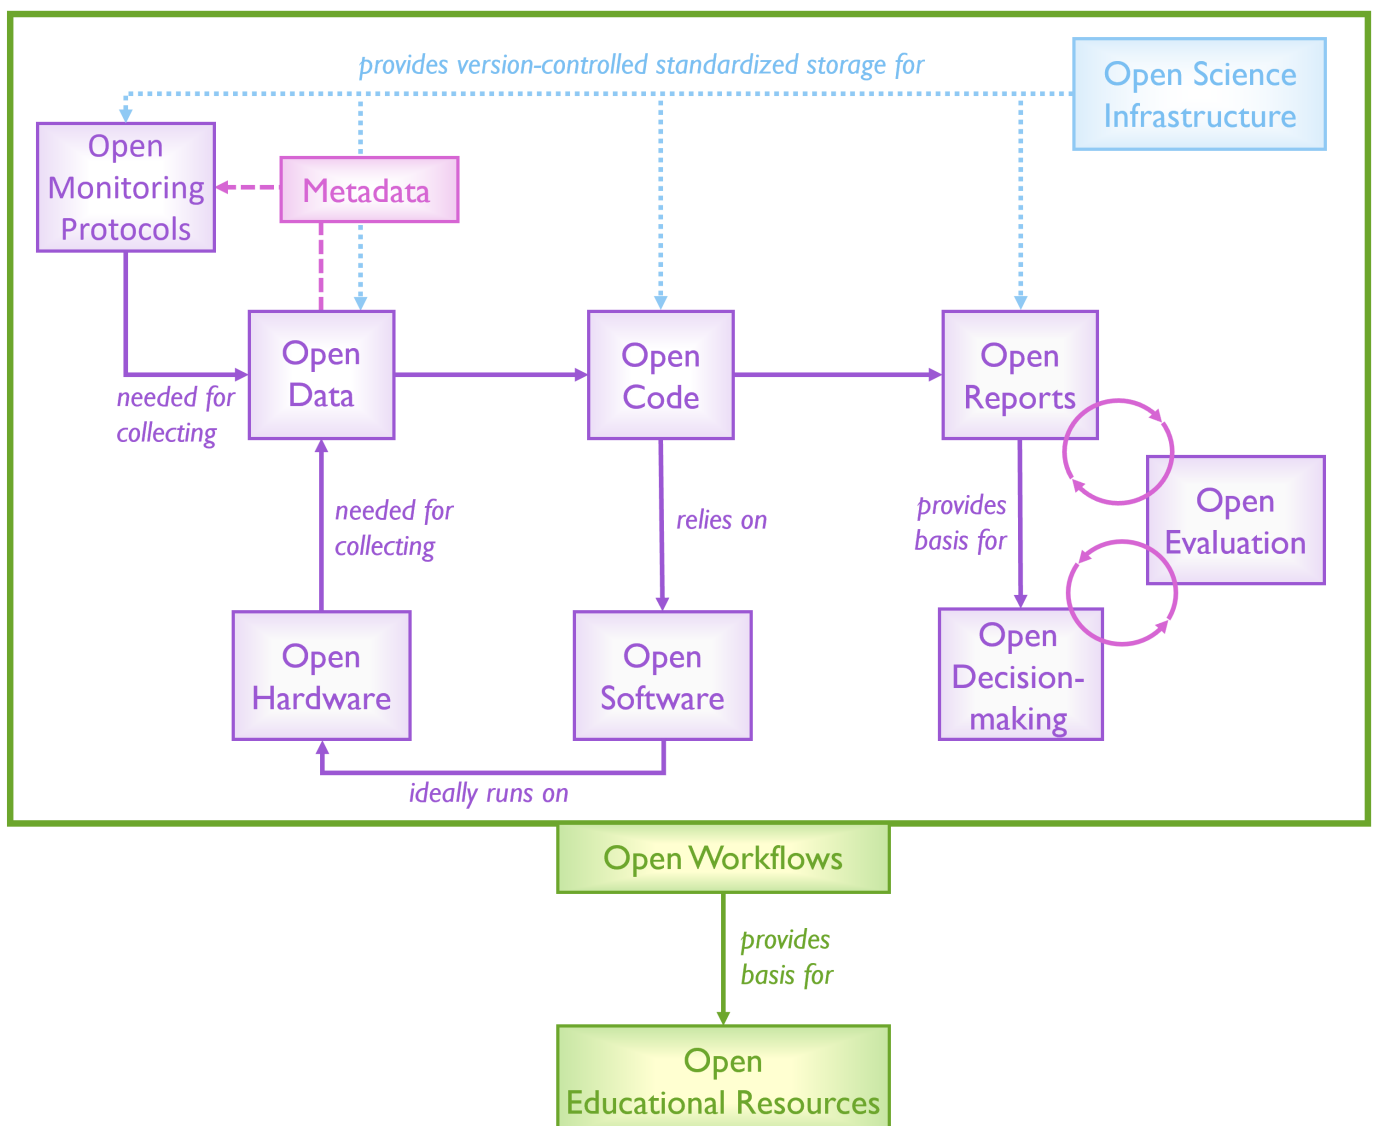 provides version-controlled standardized storage for
Open Science
Infrastructure
Open
Monitoring
Protocols
Metadata
Open
Data
Open
Code
Open
Reports
needed for
collecting
needed for
collecting
relies on
provides
basis for
Open
Evaluation
Open
Hardware
Open
Software
Open
Decision-
making
ideally runs on
Open Workflows
provides
basis for
Open
Educational Resources